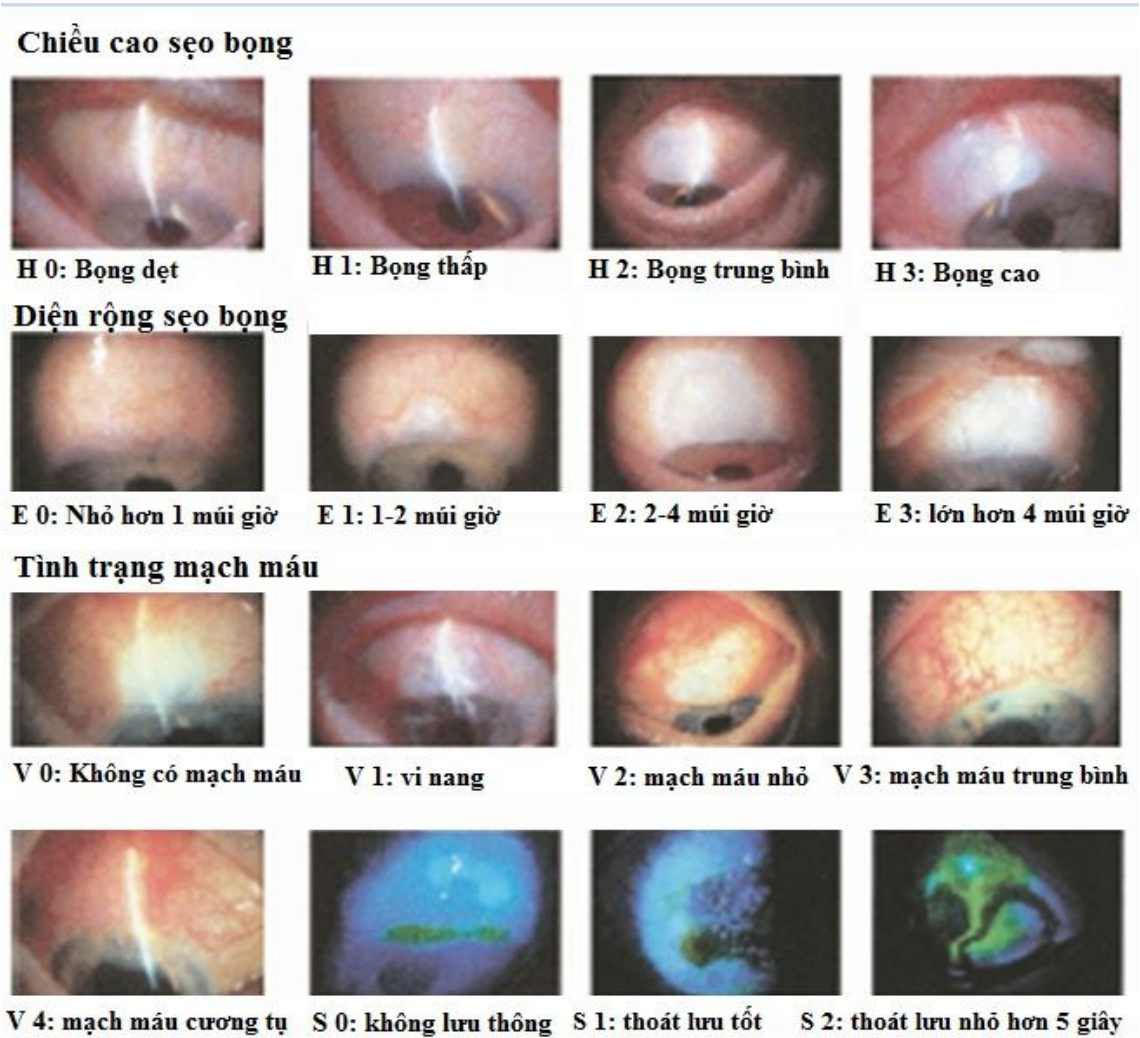 Chiều cao sẹo bọng
H 0: Bọng dẹt
H 1: Bọng thấp
H 2: Bọng trung bình
H 3: Bọng cao
Diện rộng sẹo bọng
E 0: Nhỏ hơn 1 múi giờ
E 1: 1-2 múi giờ
E 2: 2-4 múi giờ
E 3: lớn hơn 4 múi giờ
Tình trạng mạch máu
V 0: Không có mạch máu
V 1: vi nang
V 2: mạch máu nhỏ
V 3: mạch máu trung bình
V 4: mạch máu cương tụ
S 0: không lưu thông
S 1: thoát lưu tốt
S 2: thoát lưu nhỏ hơn 5 giây